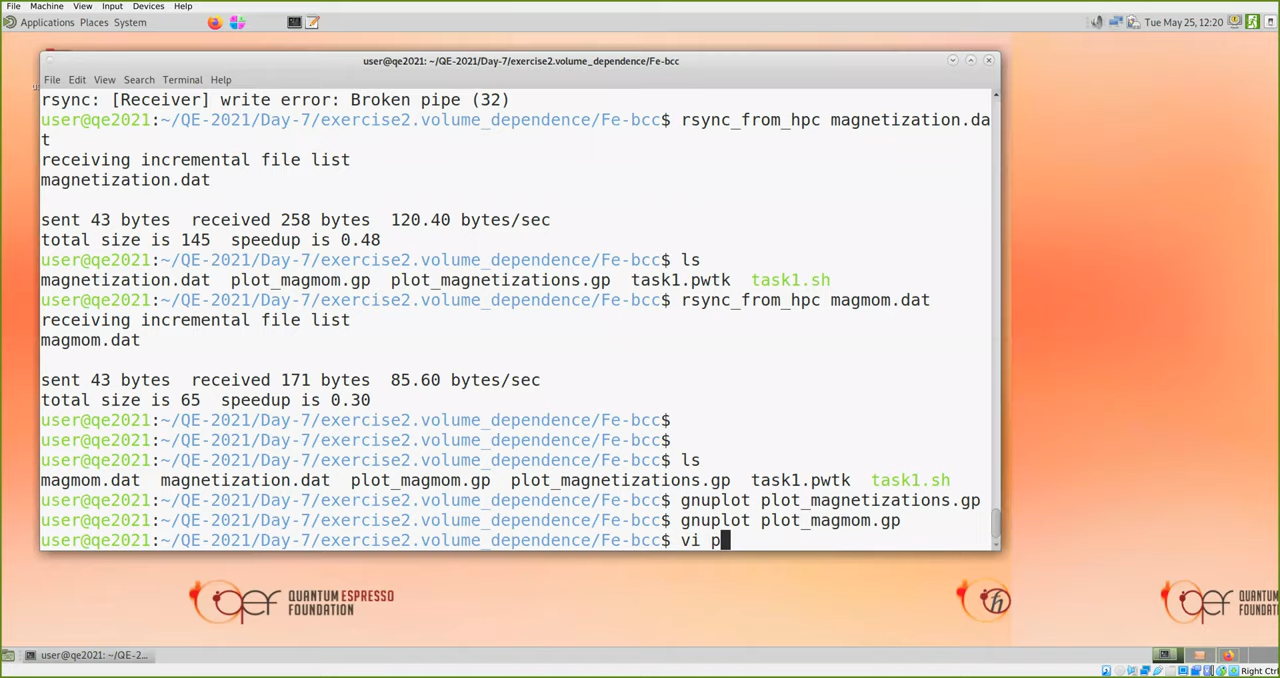 File Machine View Input Devices Help
Applications Places System
Tue May 25, 12:20
user@qe2021: ~/QE-2021/Day-7/exercise2.volume_dependence/Fe-bcc
File Edit View Search Terminal Help
rsync: [Receiver] write error: Broken pipe (32)
user@qe2021:~/QE-2021/Day-7/exercise2.volume_dependence/Fe-bcc$ rsync_from_hpc magnetization.da
t
receiving incremental file list
magnetization.dat
sent 43 bytes  received 258 bytes  120.40 bytes/sec
total size is 145  speedup is 0.48
user@qe2021:~/QE-2021/Day-7/exercise2.volume_dependence/Fe-bcc$ ls
magnetization.dat  plot_magmom.gp  plot_magnetizations.gp  task1.pwtk  task1.sh
user@qe2021:~/QE-2021/Day-7/exercise2.volume_dependence/Fe-bcc$ rsync_from_hpc magmom.dat
receiving incremental file list
magmom.dat
sent 43 bytes  received 171 bytes  85.60 bytes/sec
total size is 65  speedup is 0.30
user@qe2021:~/QE-2021/Day-7/exercise2.volume_dependence/Fe-bcc$
user@qe2021:~/QE-2021/Day-7/exercise2.volume_dependence/Fe-bcc$
user@qe2021:~/QE-2021/Day-7/exercise2.volume_dependence/Fe-bcc$ ls
magmom.dat  magnetization.dat  plot_magmom.gp  plot_magnetizations.gp  task1.pwtk  task1.sh
user@qe2021:~/QE-2021/Day-7/exercise2.volume_dependence/Fe-bcc$ gnuplot plot_magnetizations.gp
user@qe2021:~/QE-2021/Day-7/exercise2.volume_dependence/Fe-bcc$ gnuplot plot_magmom.gp
user@qe2021:~/QE-2021/Day-7/exercise2.volume_dependence/Fe-bcc$ vi p
QUANTUM ESPRESSO
FOUNDATION
ħ
QUANTUM
FOUNDA
user@qe2021: ~/QE-2...
Right Ctrl